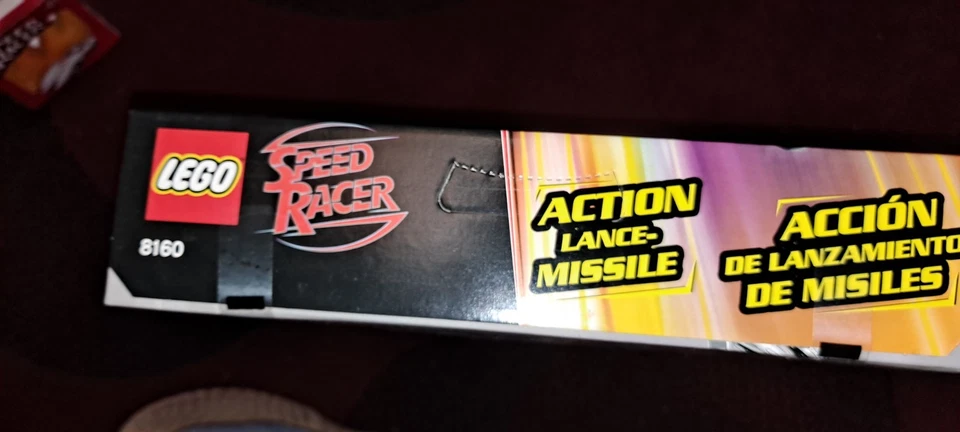 LEGO
SPEED
RACER
8160
ACTION
LANCE-
MISSILE
ACCIÓN
DE LANZAMIENTO
DE MISILES